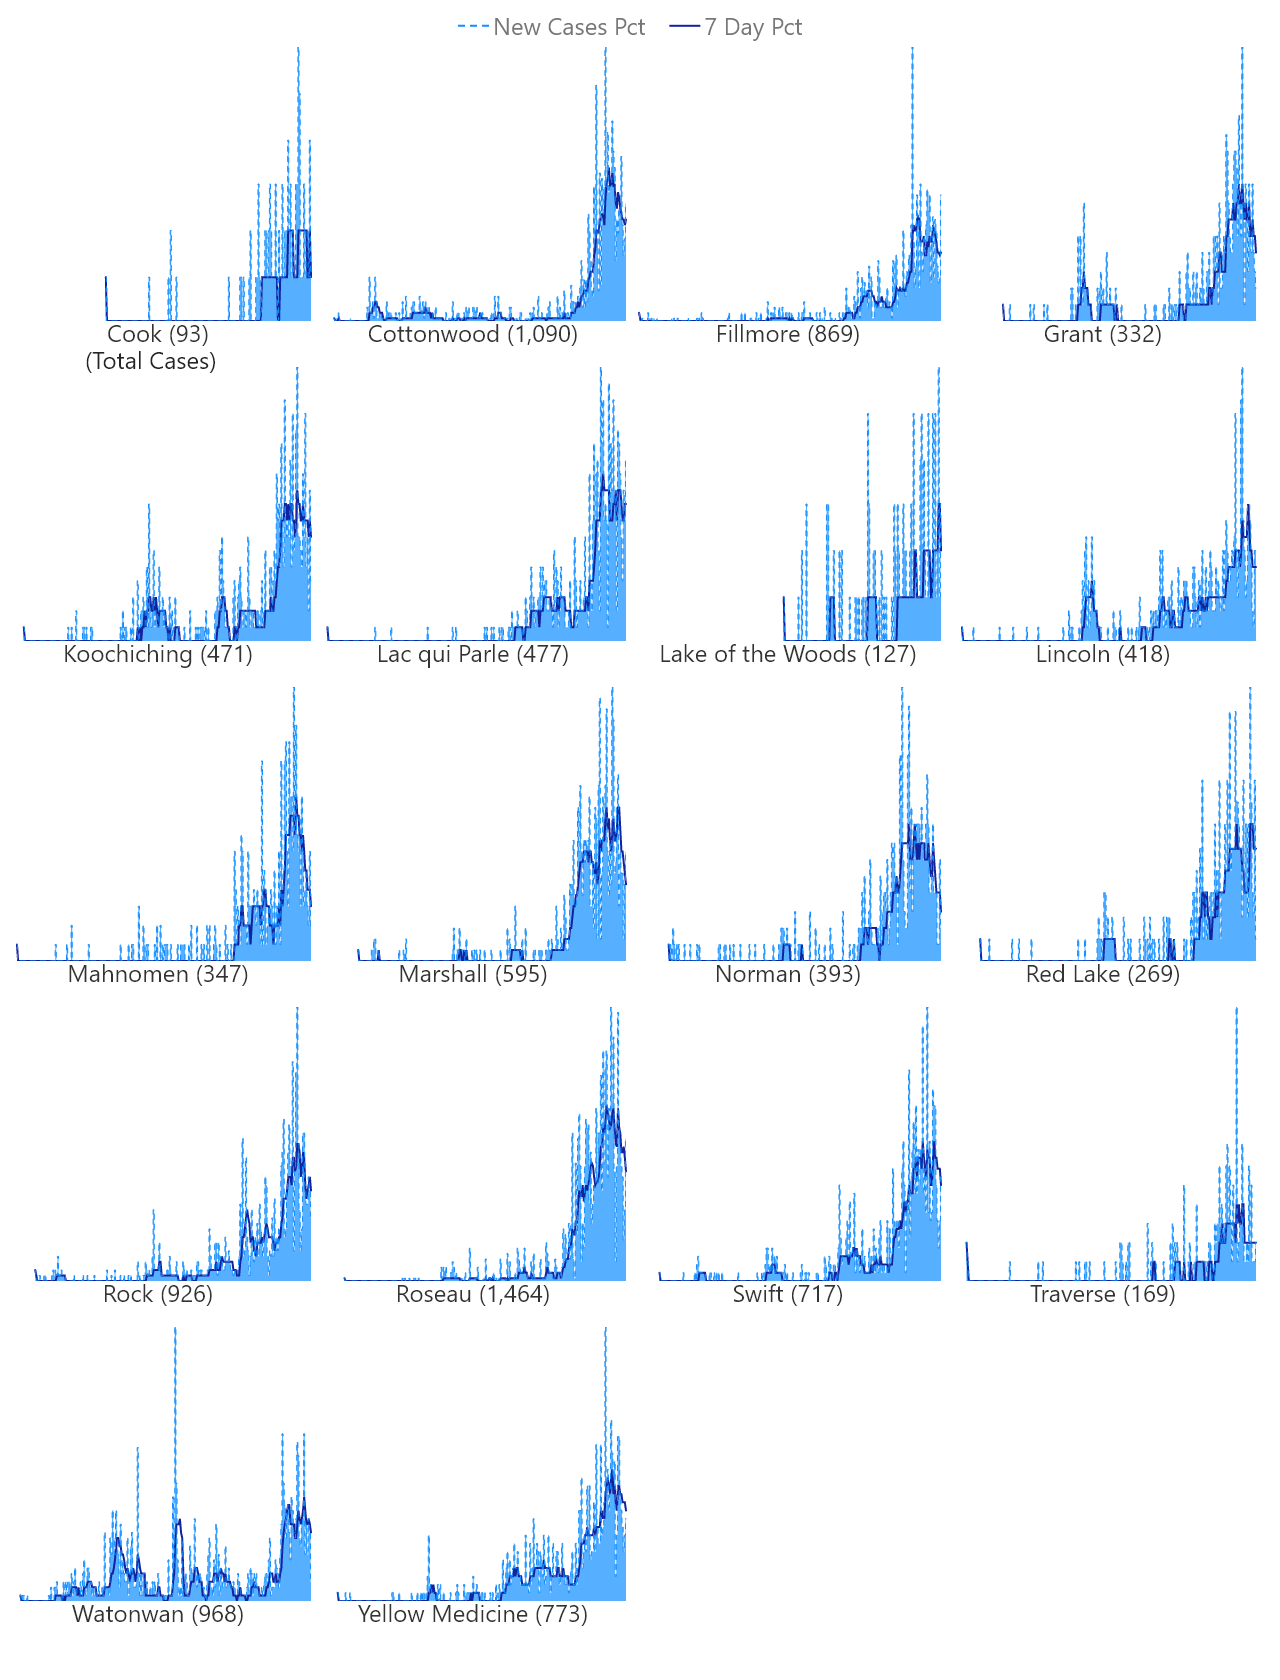 New Cases Pct 7 Day Pct
Cook (93) Cottonwood (1,090) Fillmore (869) Grant (332)
(Total Cases)
Koochiching (471) Lac qui Parle (477) Lake of the Woods (127) Lincoln (418)
Mahnomen (347) Marshall (595) Norman (393) Red Lake (269)
Rock (926) Roseau (1,464) Swift (717) Traverse (169)
Watonwan (968) Yellow Medicine (773)